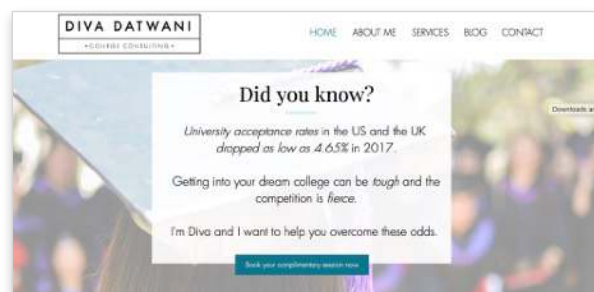 DIVA DATWANI
•COLLEGE CONSULTING•
HOME ABOUT ME SERVICES BLOG CONTACT
Did you know?
University acceptance rates in the US and the UK
dropped as low as 4.65% in 2017.
Getting into your dream college can be tough and the
competition is fierce.
I'm Diva and I want to help you overcome these odds.
Book your complimentary session now
Downloads